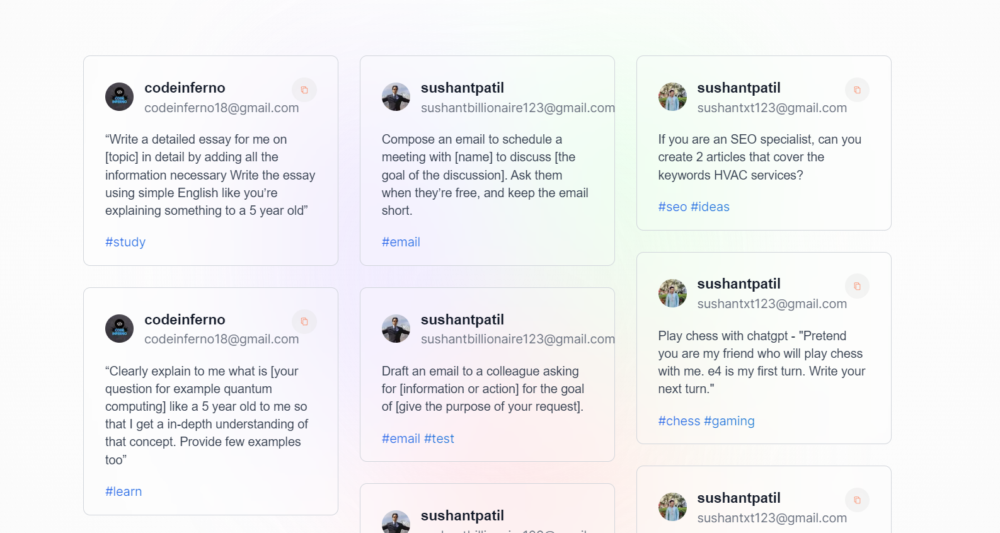 codeinferno
codeinferno18@gmail.com
“Write a detailed essay for me on
[topic] in detail by adding all the
information necessary Write the essay
using simple English like you’re
explaining something to a 5 year old”
#study
codeinferno
codeinferno18@gmail.com
“Clearly explain to me what is [your
question for example quantum
computing] like a 5 year old to me so
that I get a in-depth understanding of
that concept. Provide few examples
too”
#learn
sushantpatil
sushantbillionaire123@gmail.com
Compose an email to schedule a
meeting with [name] to discuss [the
goal of the discussion]. Ask them
when they’re free, and keep the email
short.
#email
sushantpatil
sushantbillionaire123@gmail.com
Draft an email to a colleague asking
for [information or action] for the goal
of [give the purpose of your request].
#email #test
sushantpatil
sushantpatil
sushantxt123@gmail.com
If you are an SEO specialist, can you
create 2 articles that cover the
keywords HVAC services?
#seo #ideas
sushantpatil
sushantxt123@gmail.com
Play chess with chatgpt - "Pretend
you are my friend who will play chess
with me. e4 is my first turn. Write your
next turn."
#chess #gaming
sushantpatil
sushantxt123@gmail.com